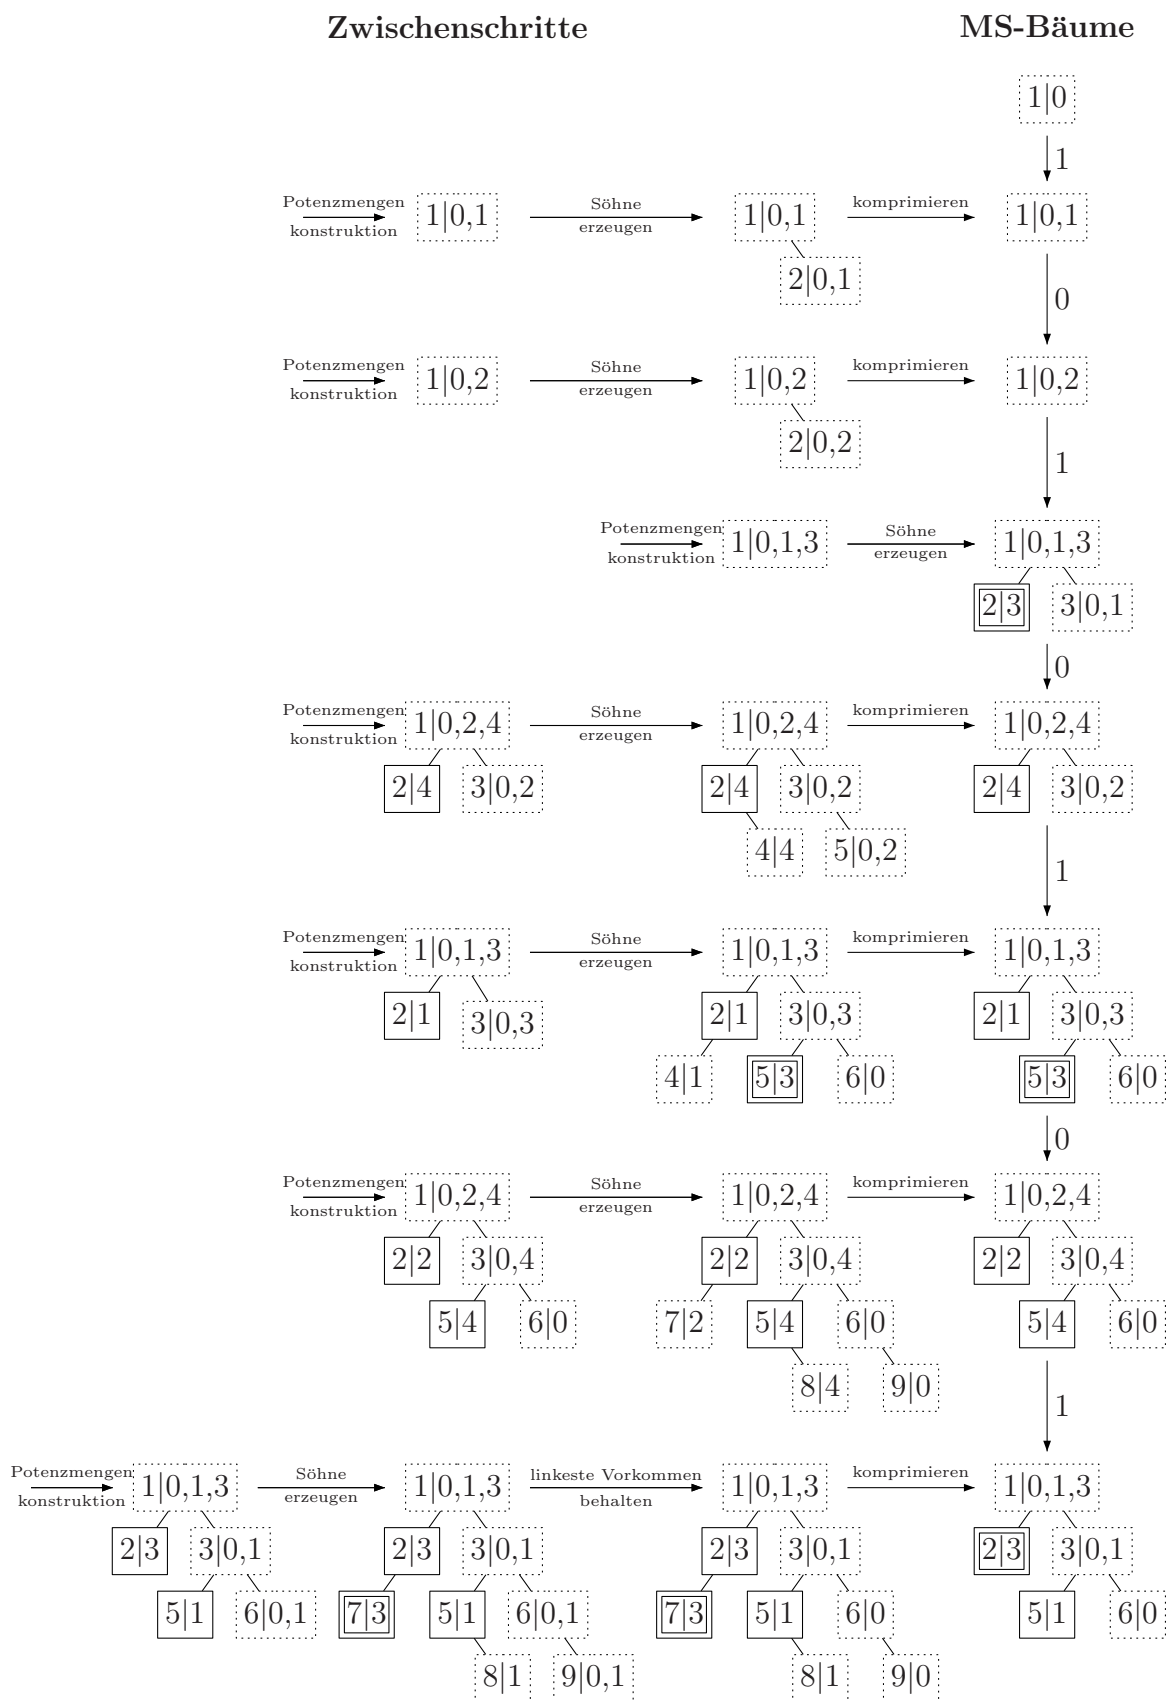 Zwischenschritte MS-Bäume
1|0
1
Potenzmengen Söhne komprimieren
1|0,1 1|0,1 1|0,1
konstruktion erzeugen
2|0,1
0
Potenzmengen Söhne komprimieren
1|0,2 1|0,2 1|0,2
konstruktion erzeugen
2|0,2
1
Potenzmengen Söhne
1|0,1,3 1|0,1,3
konstruktion erzeugen
2|3 3|0,1
0
Potenzmengen Söhne komprimieren
1|0,2,4 1|0,2,4 1|0,2,4
konstruktion erzeugen
2|4 3|0,2 2|4 3|0,2 2|4 3|0,2
4|4 5|0,2
1
Potenzmengen Söhne komprimieren
1|0,1,3 1|0,1,3 1|0,1,3
konstruktion erzeugen
2|1 3|0,3 2|1 3|0,3 2|1 3|0,3
4|1 5|3 6|0 5|3 6|0
0
Potenzmengen Söhne komprimieren
1|0,2,4 1|0,2,4 1|0,2,4
konstruktion erzeugen
2|2 3|0,4 2|2 3|0,4 2|2 3|0,4
5|4 6|0 7|2 5|4 6|0 5|4 6|0
8|4 9|0
1
Potenzmengen Söhne linkeste Vorkommen komprimieren
1|0,1,3 1|0,1,3 1|0,1,3 1|0,1,3
konstruktion erzeugen behalten
2|3 3|0,1 2|3 3|0,1 2|3 3|0,1 2|3 3|0,1
5|1 6|0,1 7|3 5|1 6|0,1 7|3 5|1 6|0 5|1 6|0
8|1 9|0,1 8|1 9|0